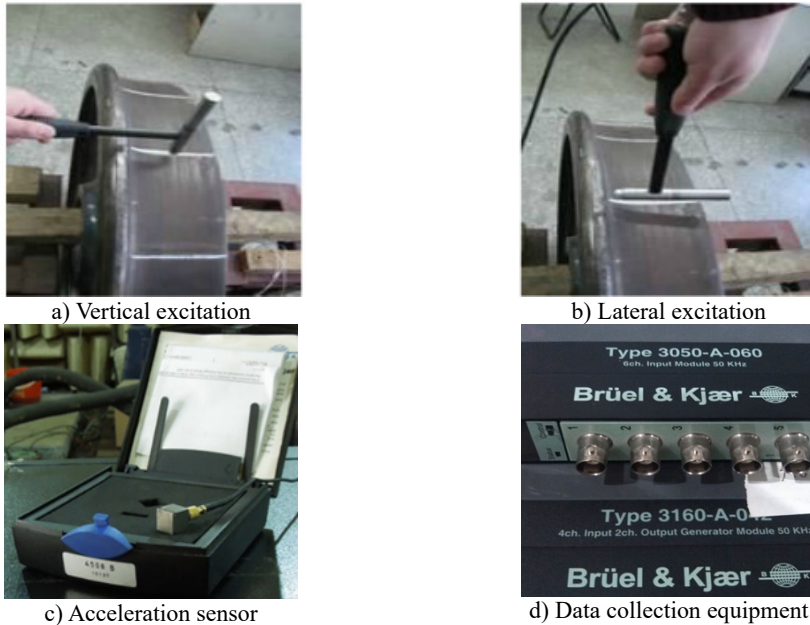 a) Vertical excitation
b) Lateral excitation
4508 B
Type 3050-A-060
6ch. Input Module 50 KHz
Brüel & Kjær
B K
1 2 3 4 5
Type 3160-A-042
4ch. Input 2ch. Output Generator Module 50 KHz
Brüel & Kjær
B
c) Acceleration sensor
d) Data collection equipment